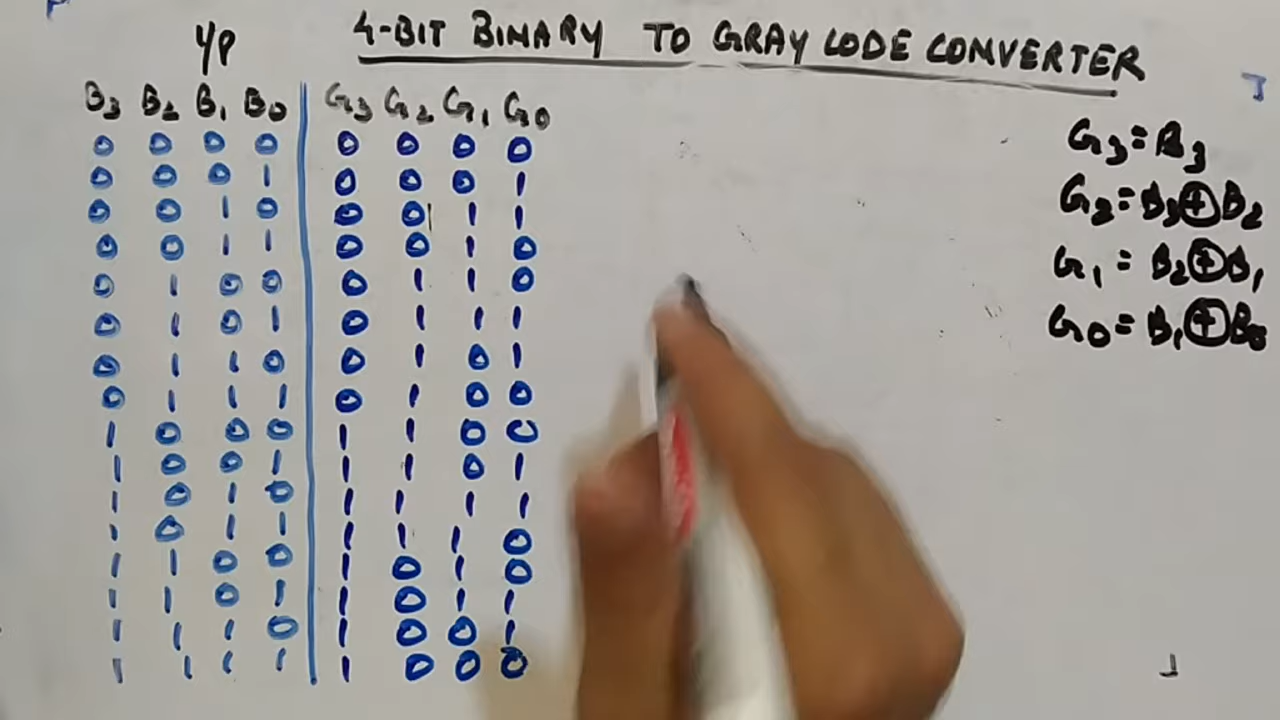 4-BIT BINARY TO GRAY CODE CONVERTER
I/P
B3 B2 B1 B0 G3 G2 G1 G0
0 0 0 0 0 0 0 0
0 0 0 1 0 0 0 1
0 0 1 0 0 0 1 1
0 0 1 1 0 0 1 0
0 1 0 0 0 1 1 0
0 1 0 1 0 1 1 1
0 1 1 0 0 1 0 1
0 1 1 1 0 1 0 0
1 0 0 0 1 1 0 0
1 0 0 1 1 1 0 1
1 0 1 0 1 1 1 1
1 0 1 1 1 1 1 0
1 1 0 0 1 0 1 0
1 1 0 1 1 0 1 1
1 1 1 0 1 0 0 1
1 1 1 1 1 0 0 0
G3 = B3
G2 = B3⊕B2
G1 = B2⊕B1
G0 = B1⊕B0